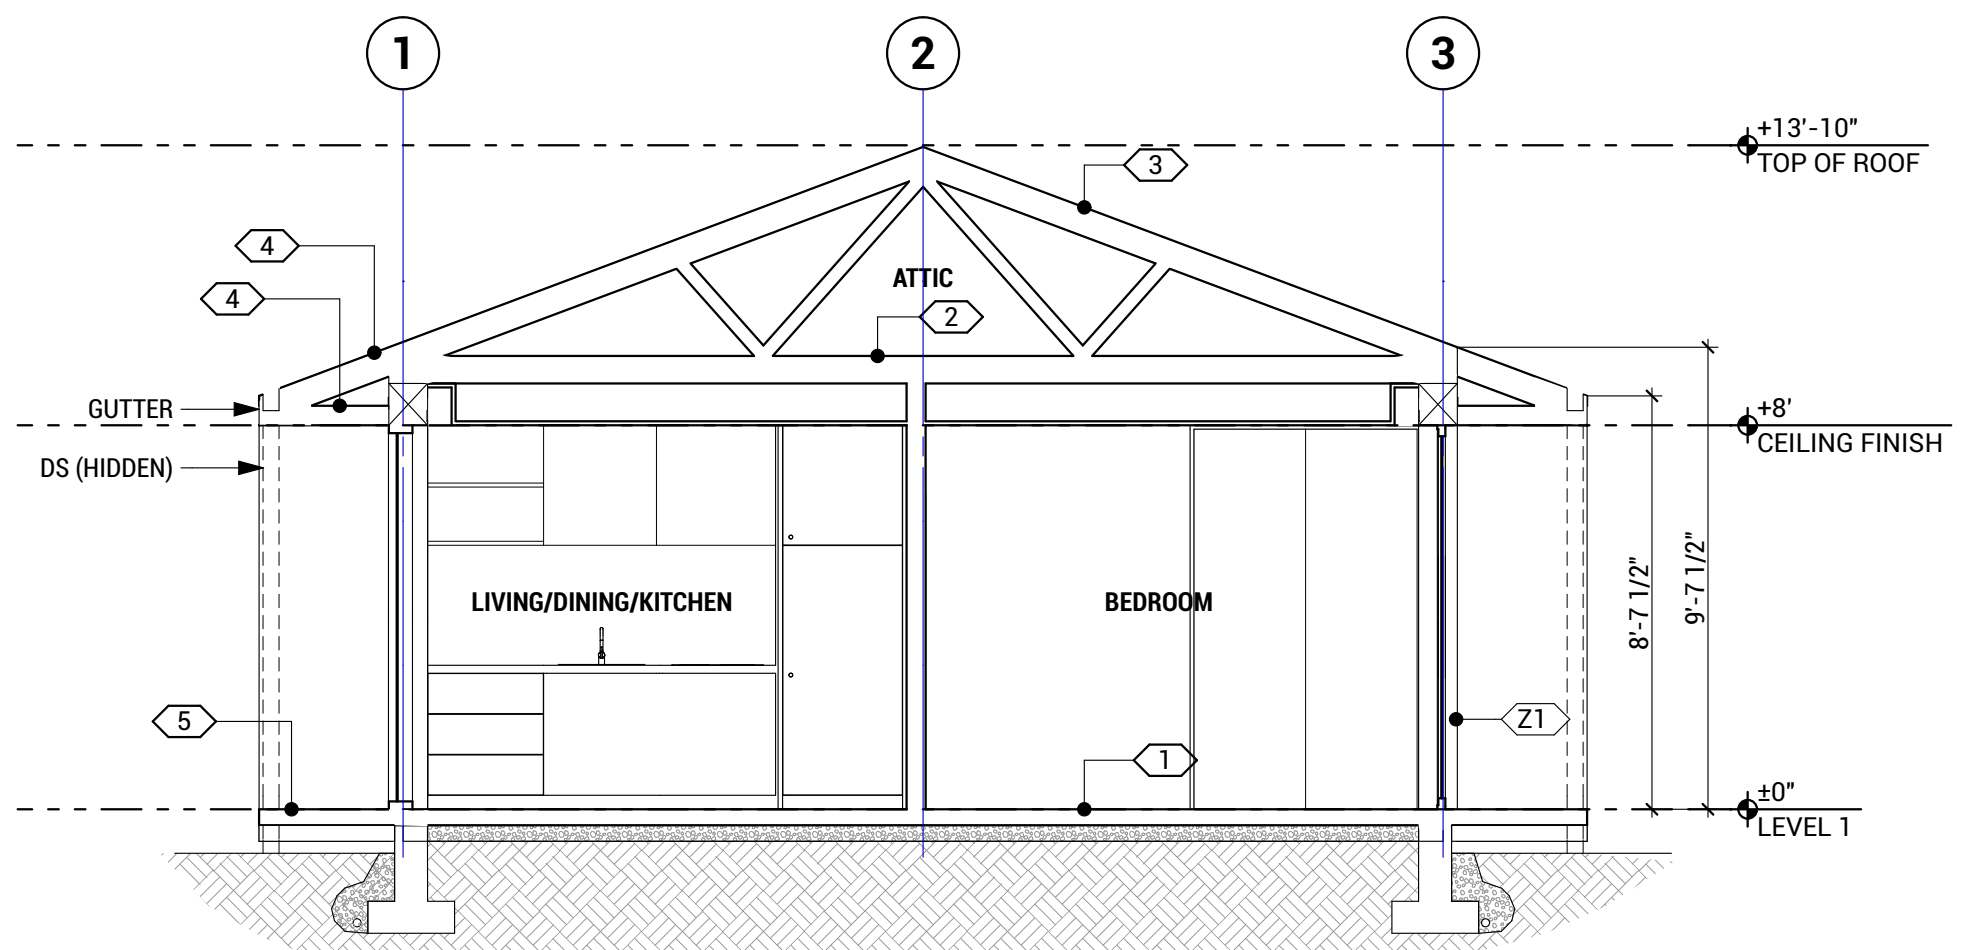 1
2
3
+13'-10"
TOP OF ROOF
3
4
ATTIC
4
2
GUTTER
+8'
CEILING FINISH
DS (HIDDEN)
8'-7 1/2"
9'-7 1/2"
LIVING/DINING/KITCHEN
BEDROOM
5
Z1
1
±0"
LEVEL 1